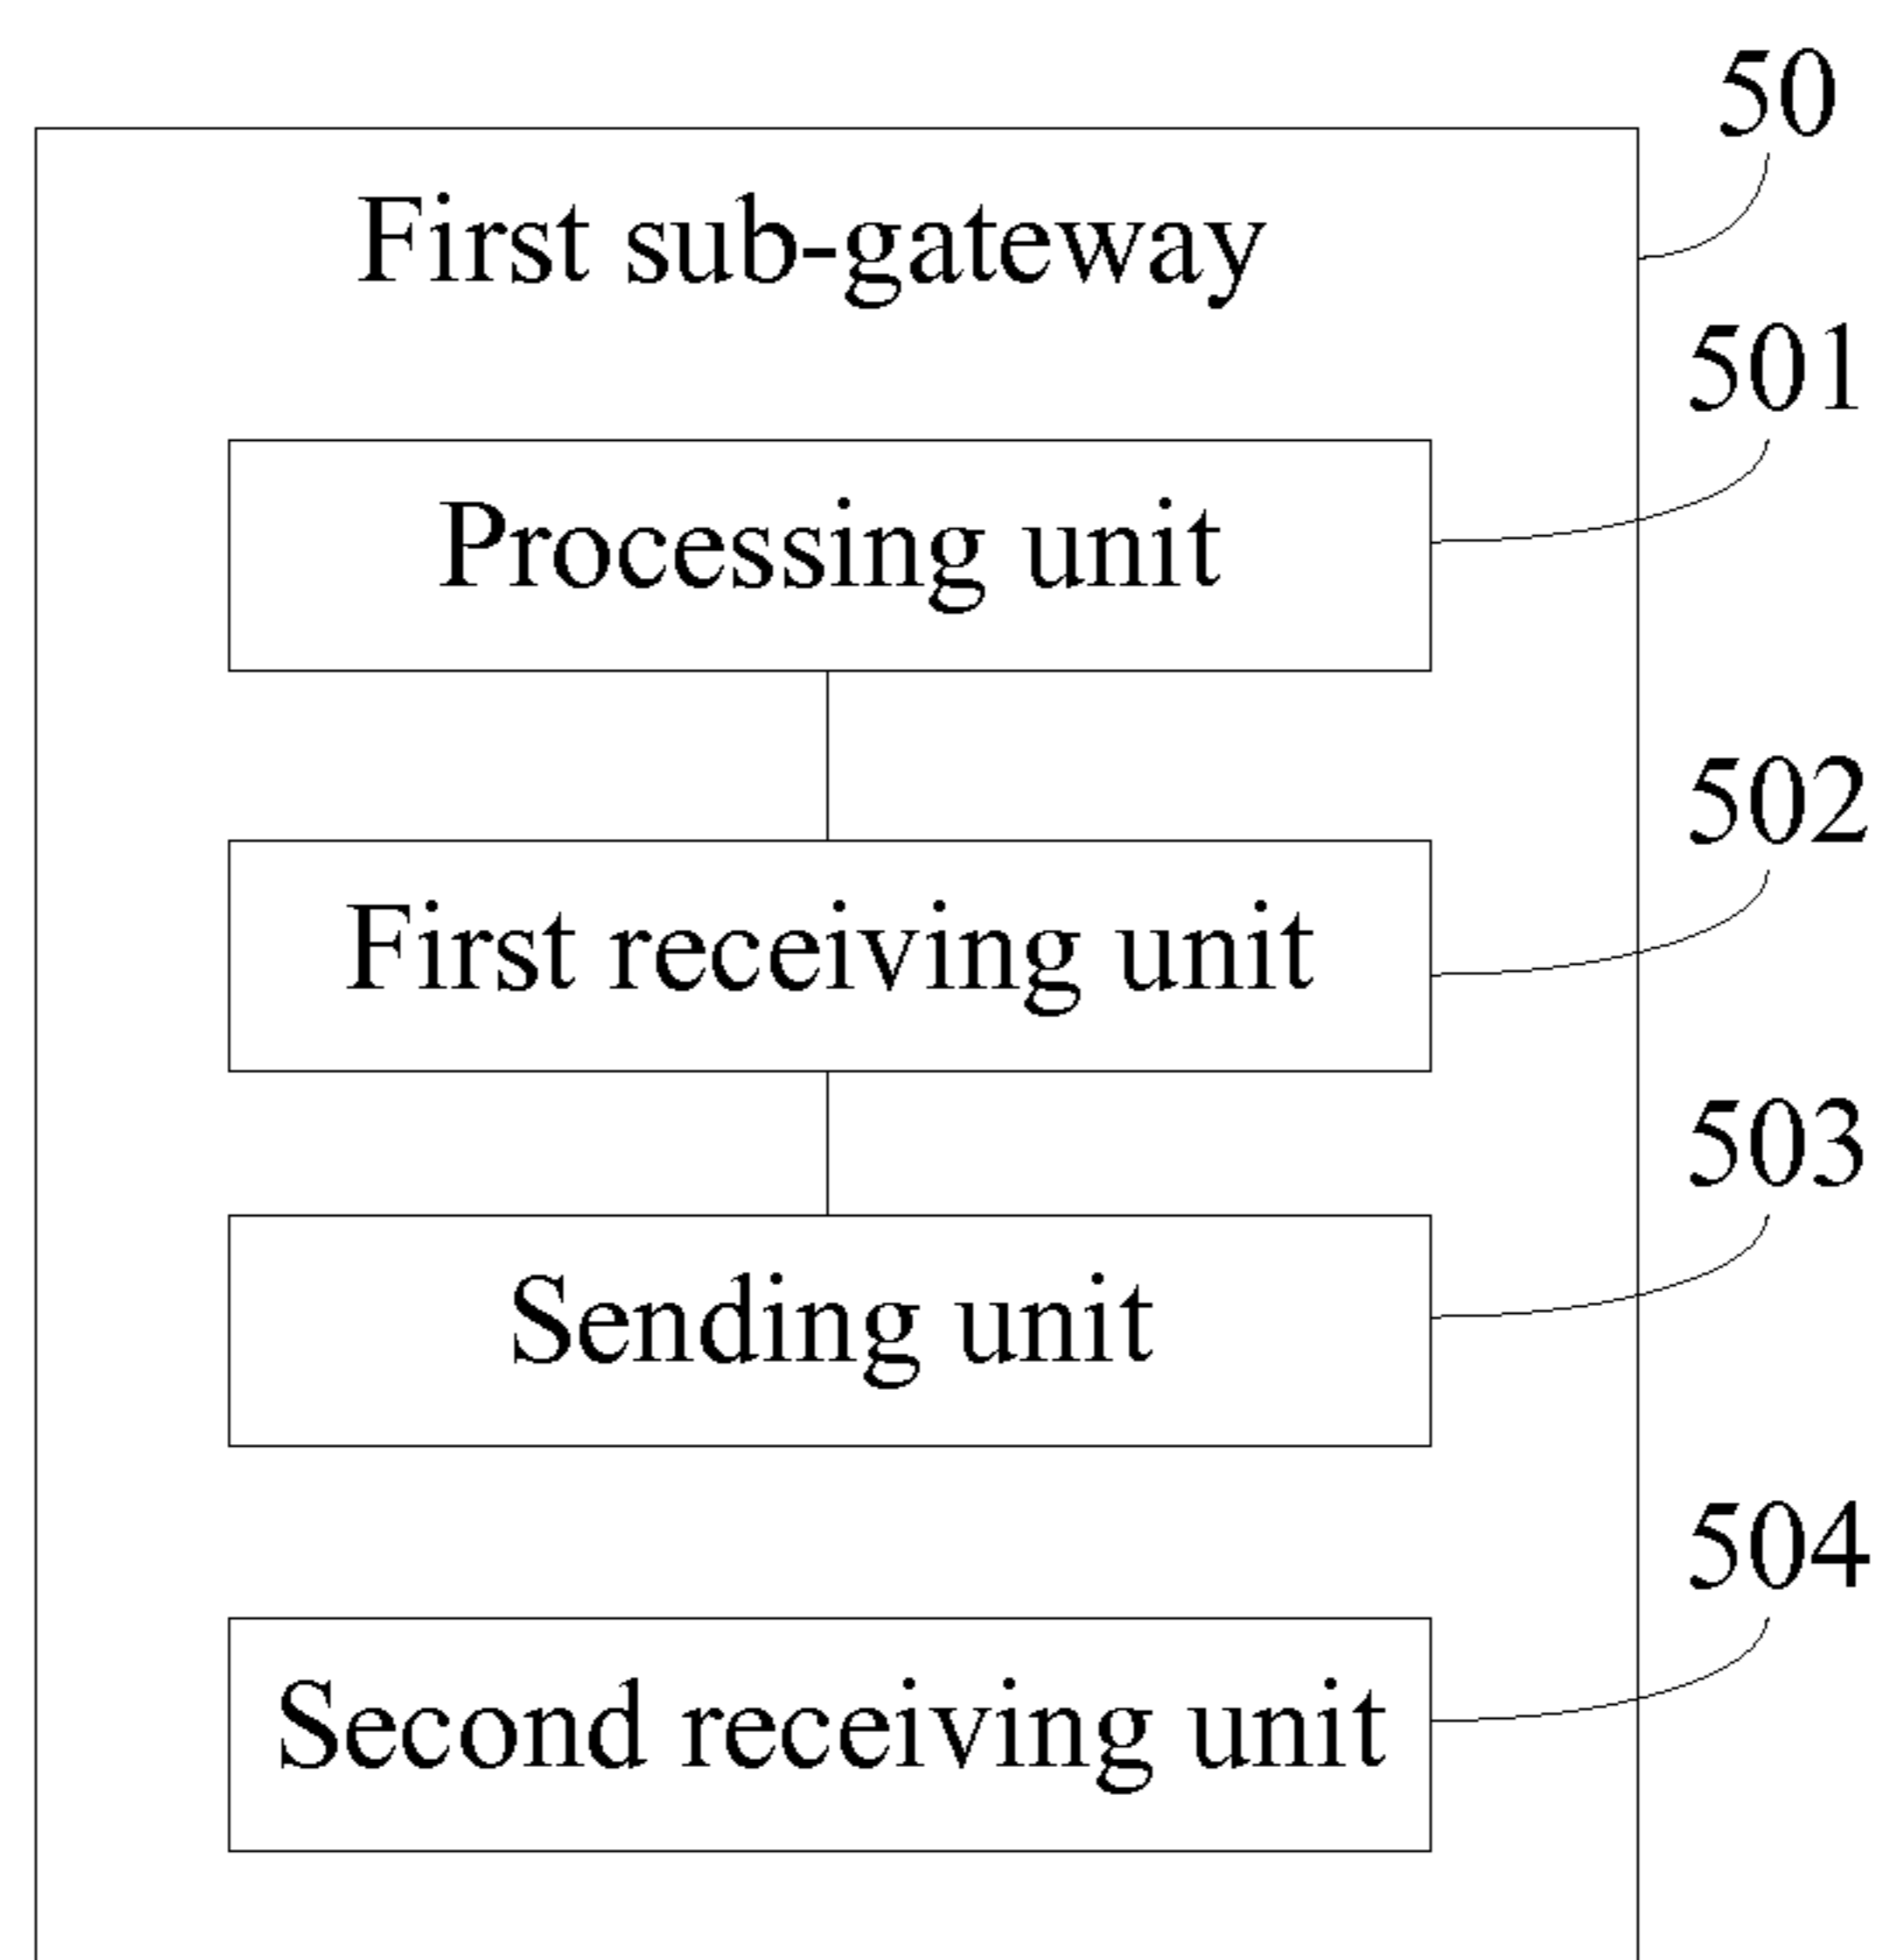 50
First sub-gateway
501
Processing unit
502
First receiving unit
503
Sending unit
504
Second receiving unit